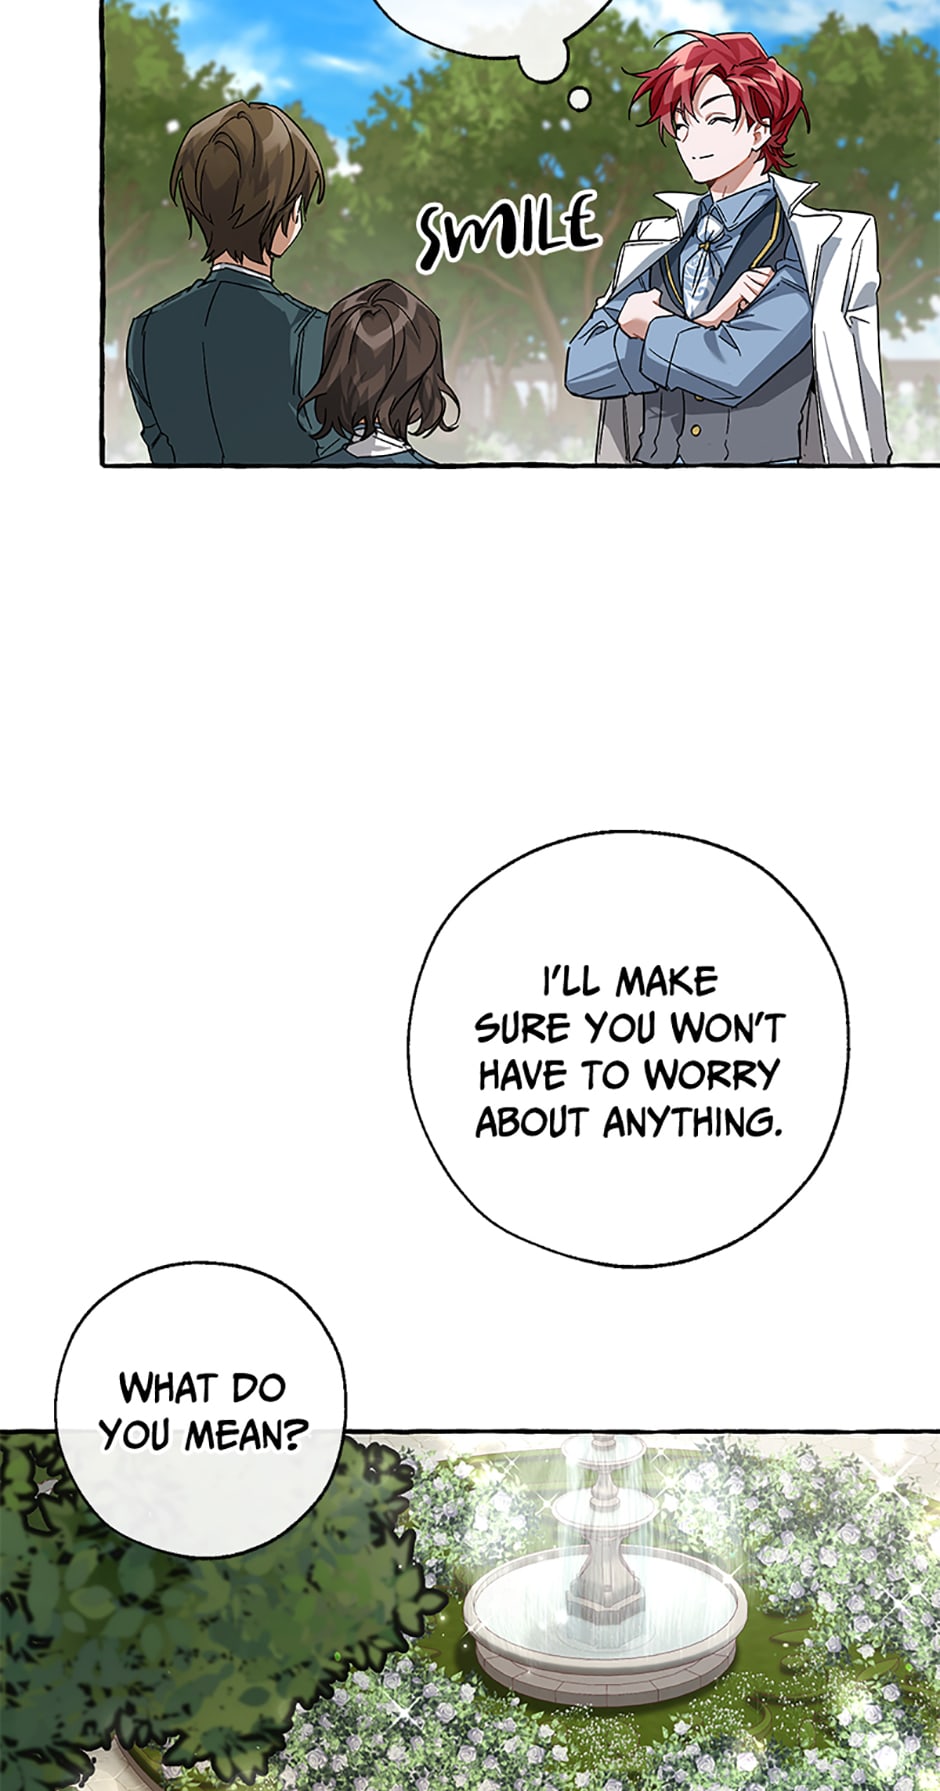 SMILE
I'LL MAKE
SURE YOU WON'T
HAVE TO WORRY
ABOUT ANYTHING.
WHAT DO
YOU MEAN?